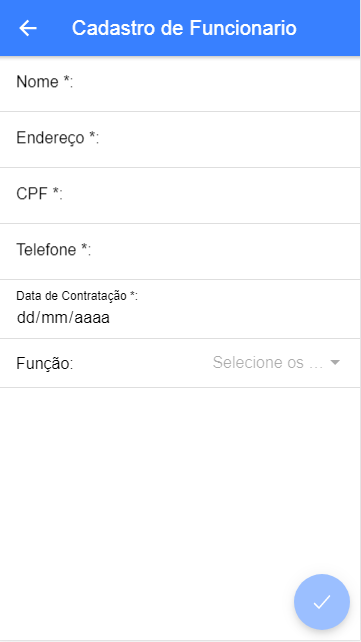 Cadastro de Funcionario
Nome *:
Endereço *:
CPF *:
Telefone *:
Data de Contratação *:
dd/mm/aaaa
Função: Selecione os ...